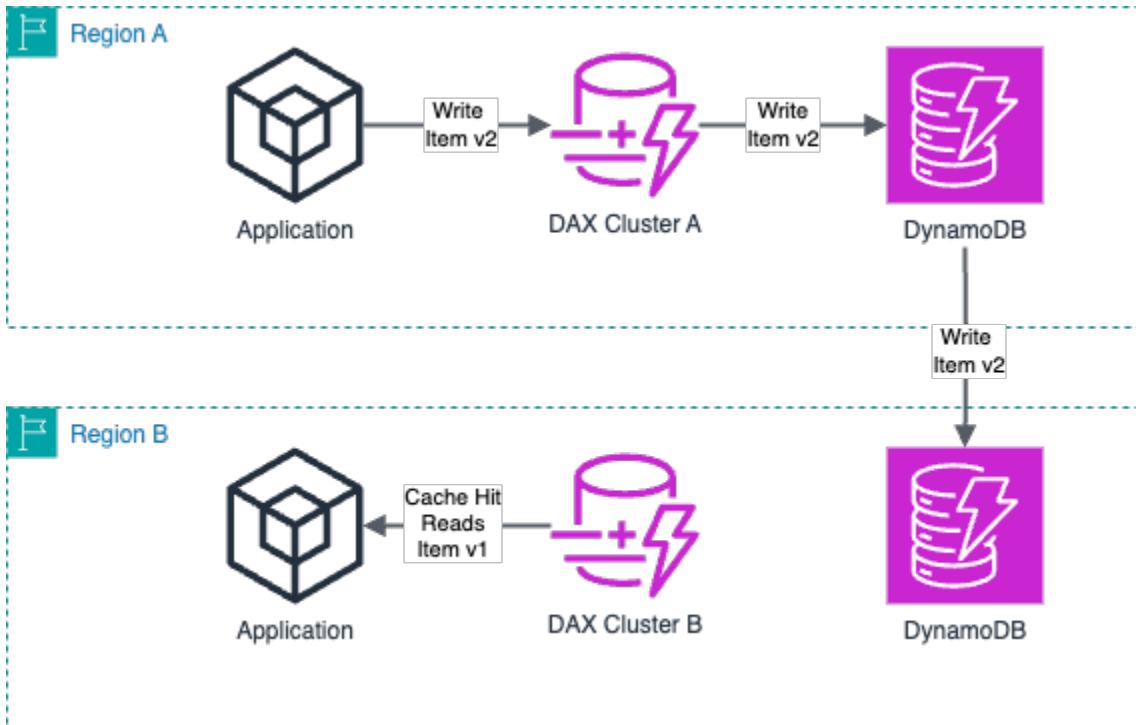 Region A
Write
Item v2
Write
Item v2
Application
DAX Cluster A
DynamoDB
Write
Item v2
Region B
Cache Hit
Reads
Item v1
Application
DAX Cluster B
DynamoDB